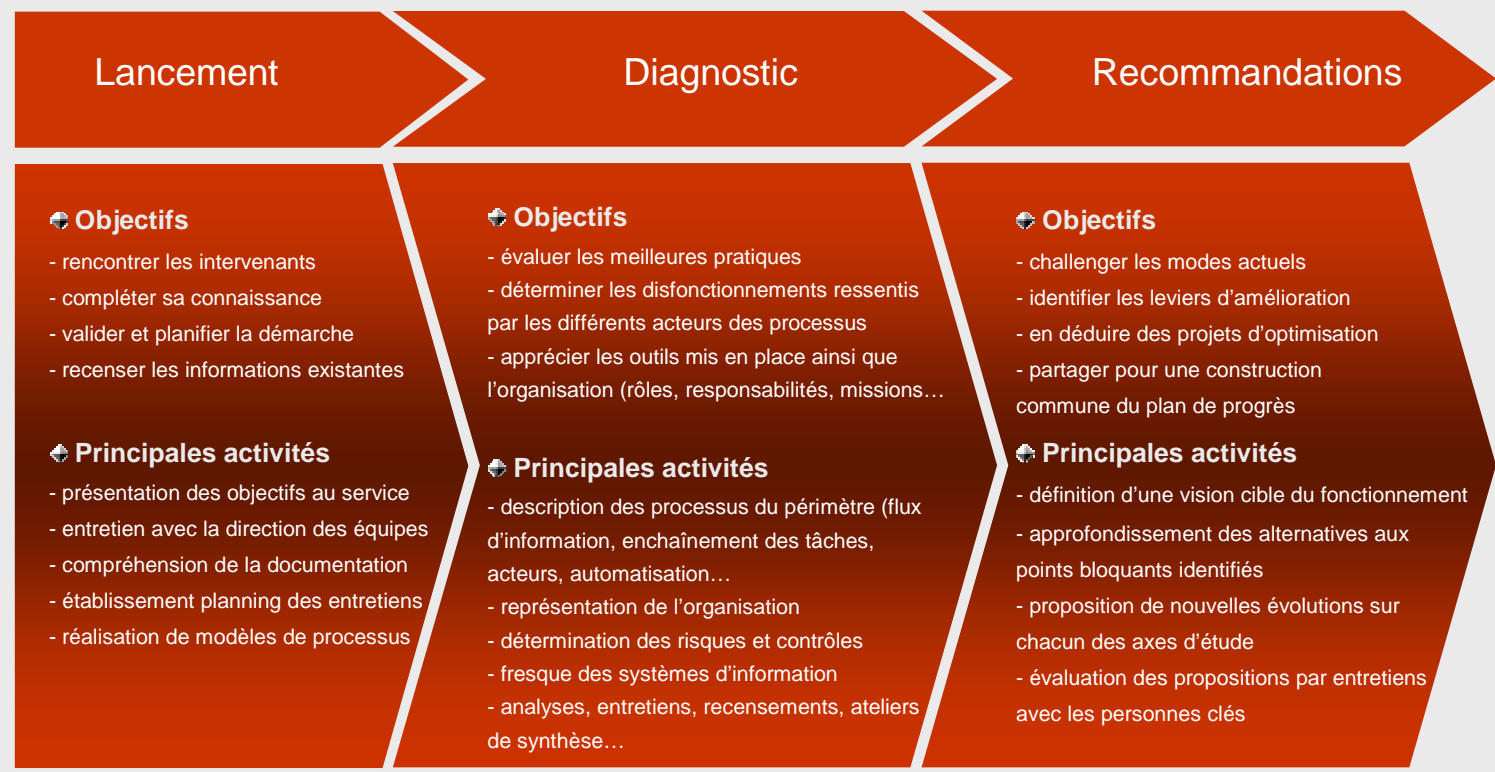 Lancement
Diagnostic
Recommandations
Objectifs
- rencontrer les intervenants
- compléter sa connaissance
- valider et planifier la démarche
- recenser les informations existantes
Principales activités
- présentation des objectifs au service
- entretien avec la direction des équipes
- compréhension de la documentation
- établissement planning des entretiens
- réalisation de modèles de processus
Objectifs
- évaluer les meilleures pratiques
- déterminer les disfonctionnements ressentis
par les différents acteurs des processus
- apprécier les outils mis en place ainsi que
l’organisation (rôles, responsabilités, missions…
Principales activités
- description des processus du périmètre (flux
d’information, enchaînement des tâches,
acteurs, automatisation…
- représentation de l’organisation
- détermination des risques et contrôles
- fresque des systèmes d’information
- analyses, entretiens, recensements, ateliers
de synthèse…
Objectifs
- challenger les modes actuels
- identifier les leviers d’amélioration
- en déduire des projets d’optimisation
- partager pour une construction
commune du plan de progrès
Principales activités
- définition d’une vision cible du fonctionnement
- approfondissement des alternatives aux
points bloquants identifiés
- proposition de nouvelles évolutions sur
chacun des axes d’étude
- évaluation des propositions par entretiens
avec les personnes clés